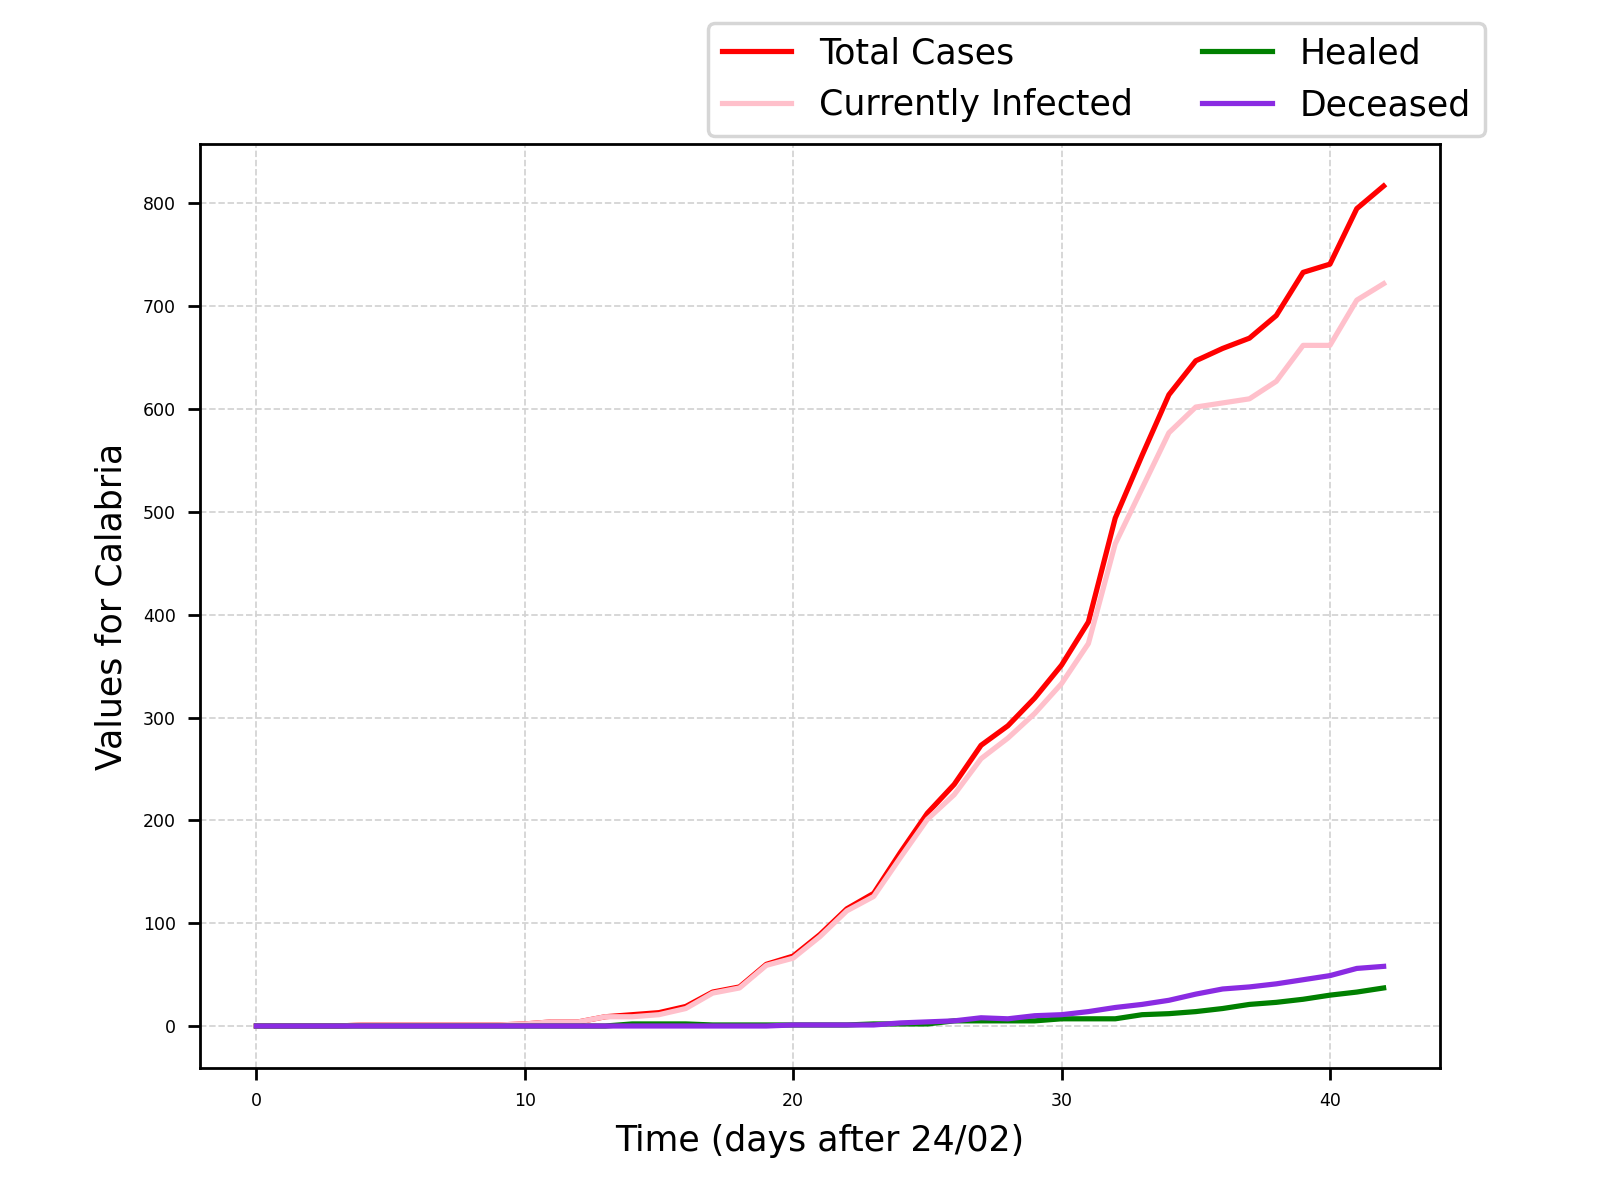 Total Cases
Currently Infected
Healed
Deceased
Values for Calabria
800
700
600
500
400
300
200
100
0
0 10 20 30 40
Time (days after 24/02)